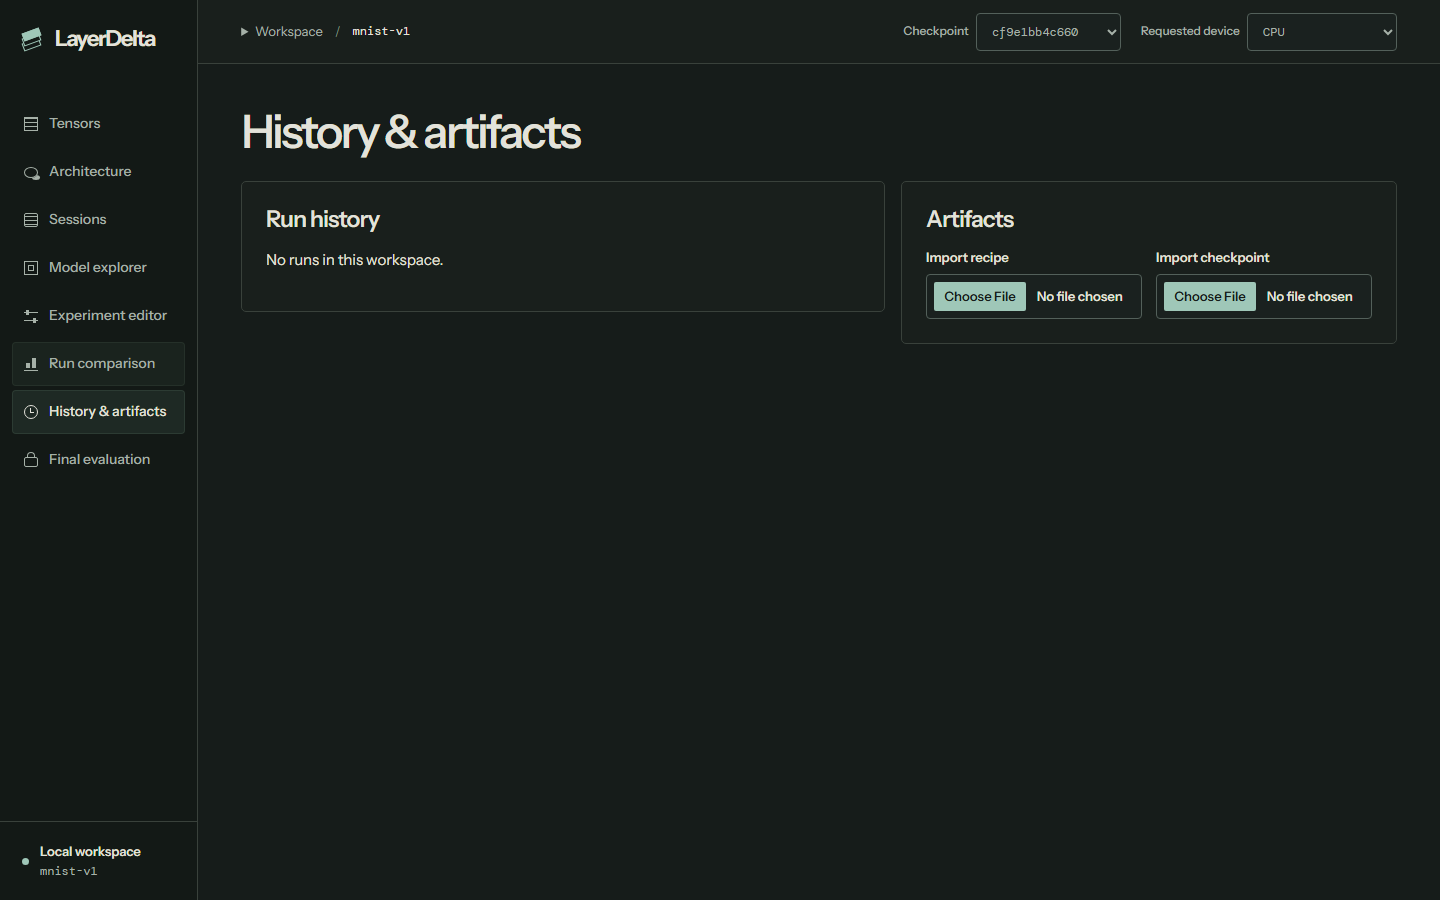 LayerDelta
Workspace / mnist-v1
Checkpoint cf9e1bb4c660 Requested device CPU
Tensors
Architecture
Sessions
Model explorer
Experiment editor
Run comparison
History & artifacts
Final evaluation
Local workspace
mnist-v1
History & artifacts
Run history
No runs in this workspace.
Artifacts
Import recipe
Choose File No file chosen
Import checkpoint
Choose File No file chosen